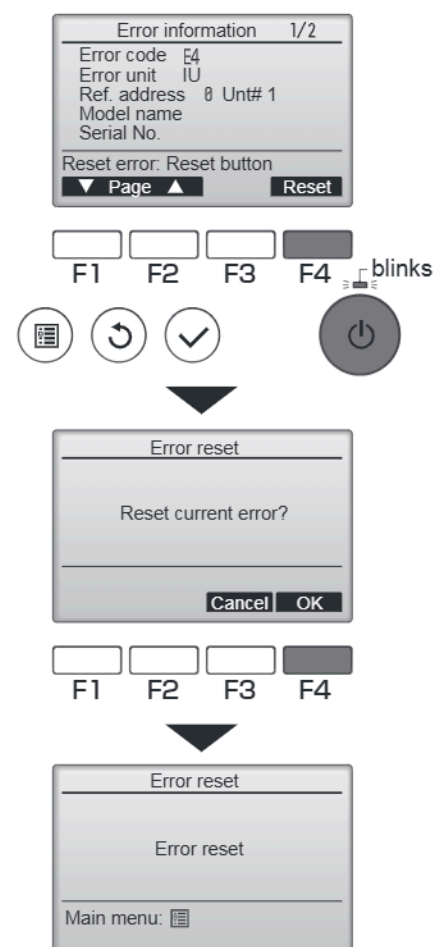 Error information 1/2
Error code E4
Error unit IU
Ref. address 0 Unt# 1
Model name
Serial No.
Reset error: Reset button
▼ Page ▲ Reset
F1 F2 F3 F4
blinks
Error reset
Reset current error?
Cancel OK
F1 F2 F3 F4
Error reset
Error reset
Main menu: